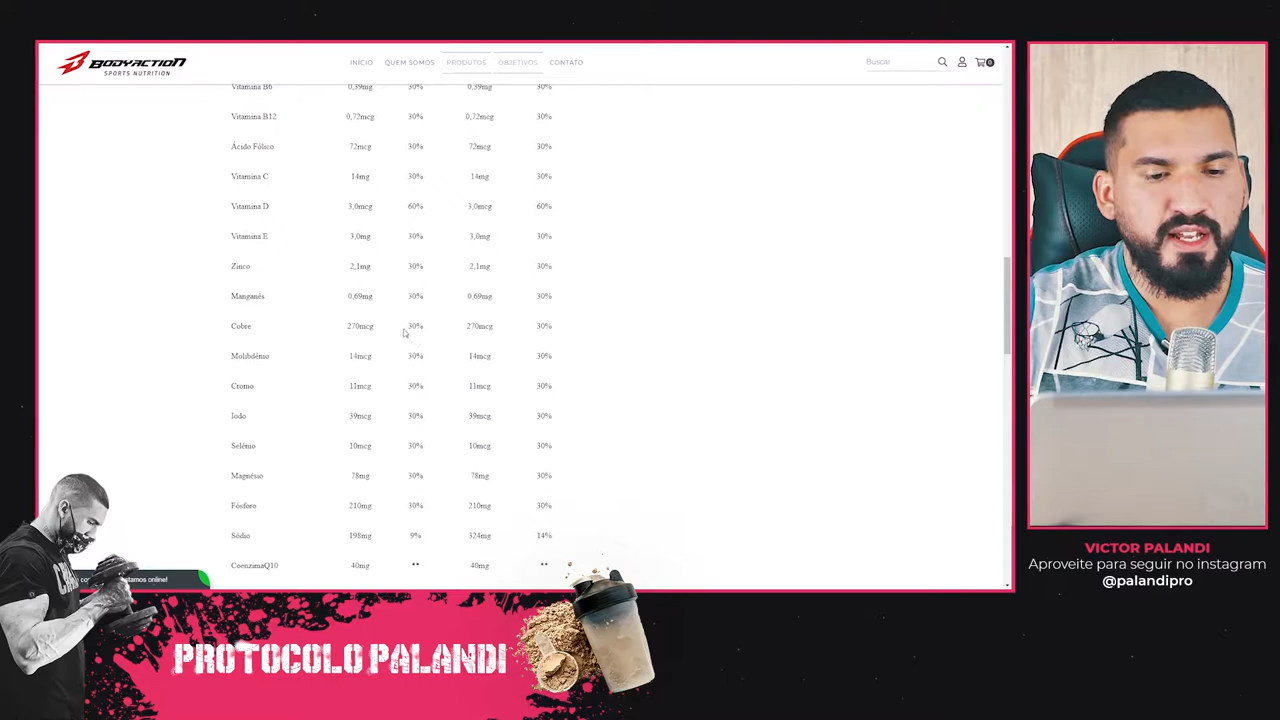 BODYACTION
SPORTS NUTRITION
INÍCIO QUEM SOMOS PRODUTOS OBJETIVOS CONTATO
Buscar
0
Vitamina B6 0,39mg 30% 0,39mg 30%
Vitamina B12 0,72mcg 30% 0,72mcg 30%
Ácido Fólico 72mcg 30% 72mcg 30%
Vitamina C 14mg 30% 14mg 30%
Vitamina D 3,0mcg 60% 3,0mcg 60%
Vitamina E 3,0mg 30% 3,0mg 30%
Zinco 2,1mg 30% 2,1mg 30%
Manganês 0,69mg 30% 0,69mg 30%
Cobre 270mcg 30% 270mcg 30%
Molibdênio 14mcg 30% 14mcg 30%
Cromo 11mcg 30% 11mcg 30%
Iodo 39mcg 30% 39mcg 30%
Selênio 10mcg 30% 10mcg 30%
Magnésio 78mg 30% 78mg 30%
Fósforo 210mg 30% 210mg 30%
Sódio 198mg 9% 324mg 14%
CoenzimaQ10 40mg ** 40mg **
online!
VICTOR PALANDI
Aproveite para seguir no instagram
@palandipro
PROTOCOLO PALANDI